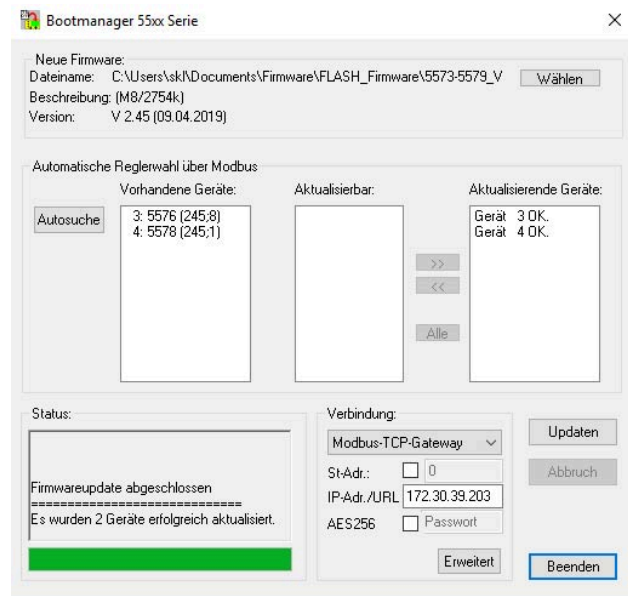 Bootmanager 55xx Serie
Neue Firmware:
Dateiname: C:\Users\skl\Documents\Firmware\FLASH_Firmware\5573-5579_V
Wählen
Beschreibung: (M8/2754k)
Version: V 2.45 (09.04.2019)
Automatische Reglerwahl über Modbus
Vorhandene Geräte: Aktualisierbar: Aktualisierende Geräte:
Autosuche
3: 5576 (245;8)
4: 5578 (245;1)
Gerät 3 OK.
Gerät 4 OK.
>>
<<
Alle
Status:
Firmwareupdate abgeschlossen
============================
Es wurden 2 Geräte erfolgreich aktualisiert.
Verbindung:
Modbus-TCP-Gateway
St-Adr.: 0
IP-Adr./URL 172.30.39.203
AES256 Passwort
Erweitert
Updaten
Abbruch
Beenden